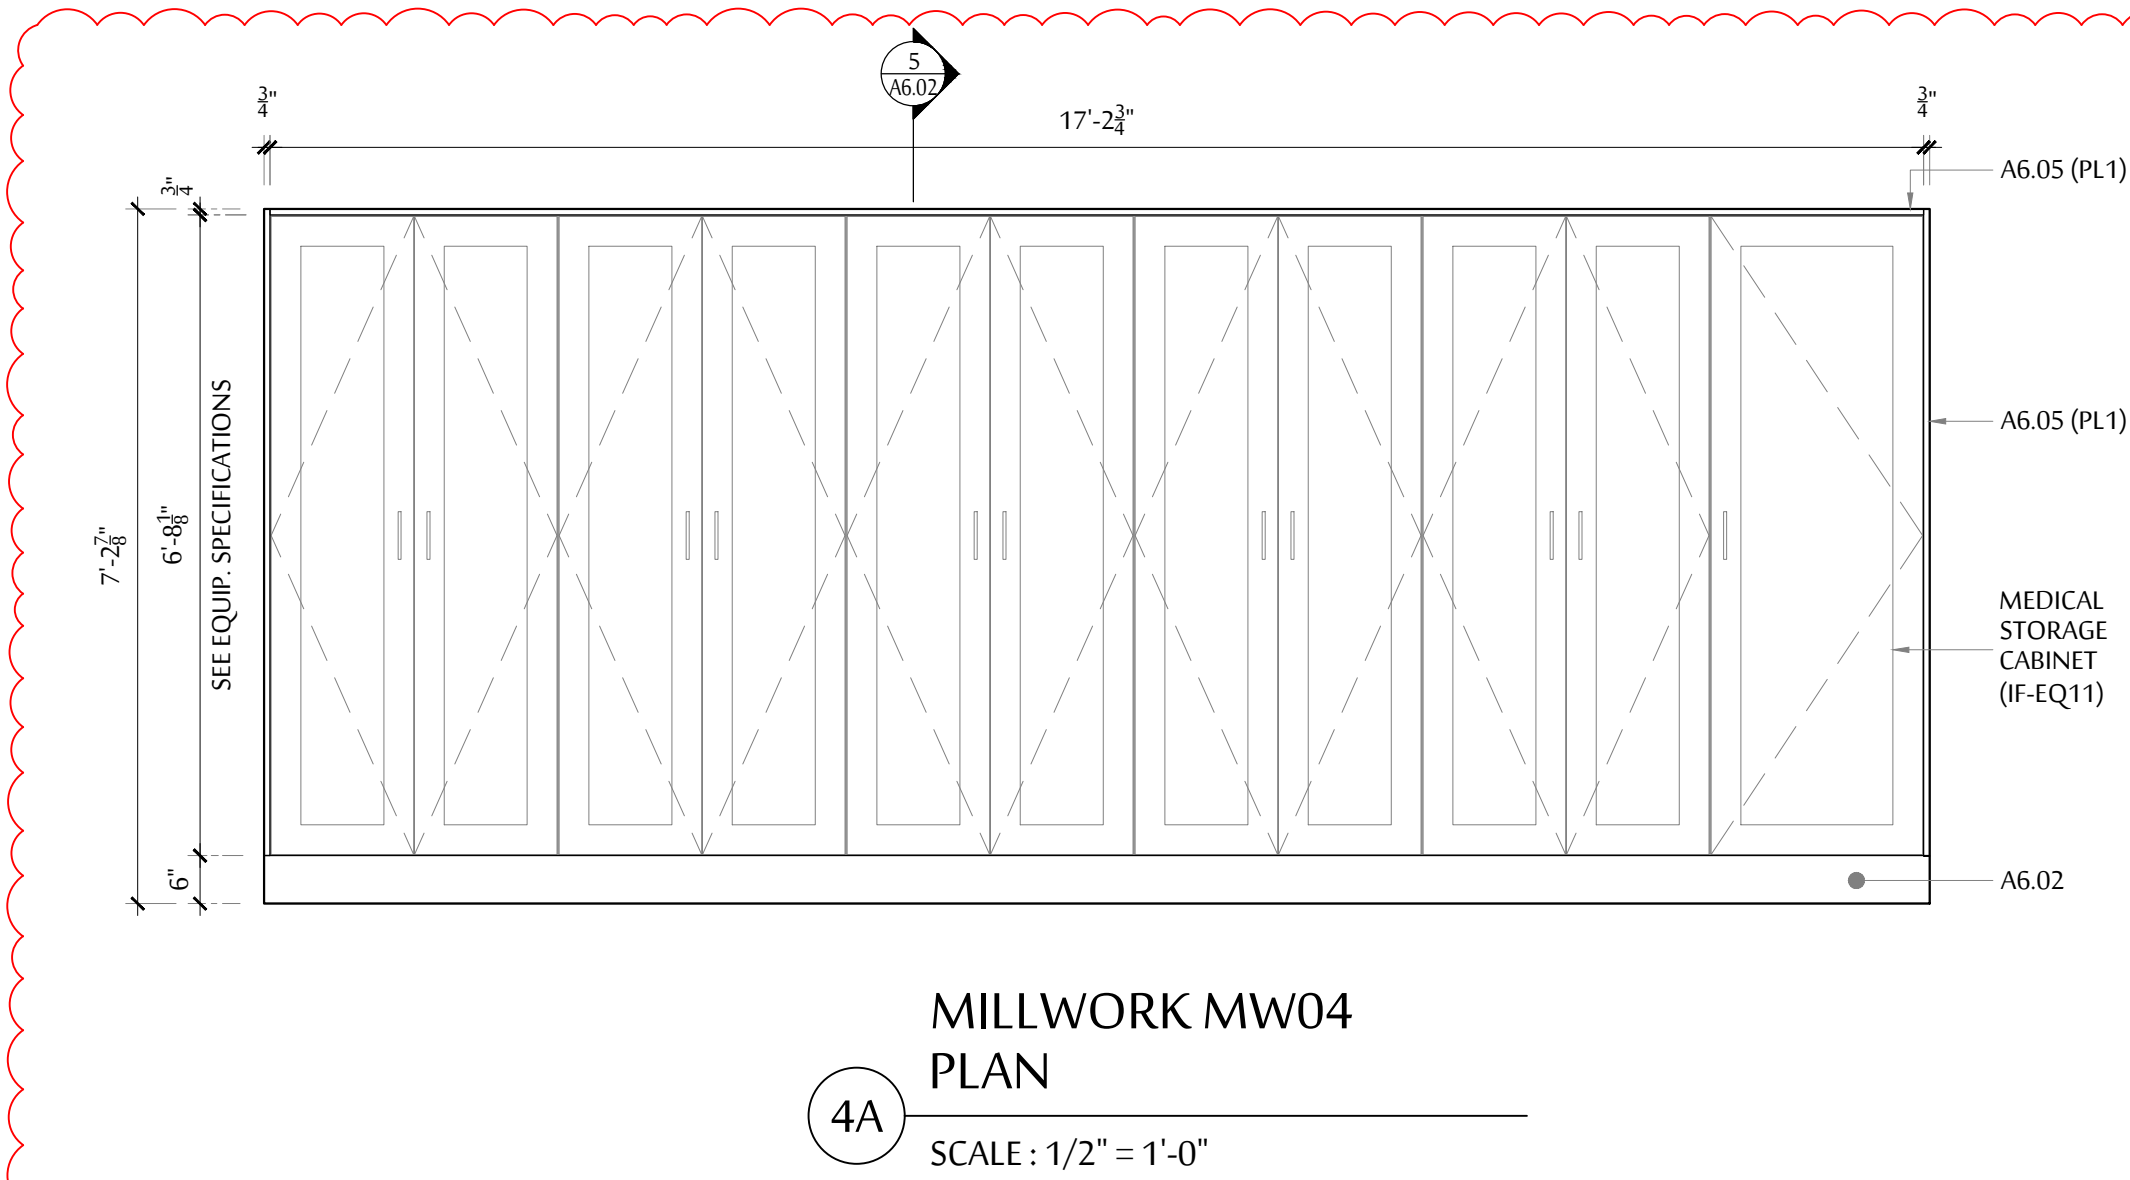 5
A6.02
3/4"
17'-2 3/4"
3/4"
A6.05 (PL1)
3/4"
7'-2 7/8"
6'-8 1/8"
SEE EQUIP. SPECIFICATIONS
6"
A6.05 (PL1)
MEDICAL
STORAGE
CABINET
(IF-EQ11)
A6.02
MILLWORK MW04
PLAN
4A
SCALE : 1/2" = 1'-0"